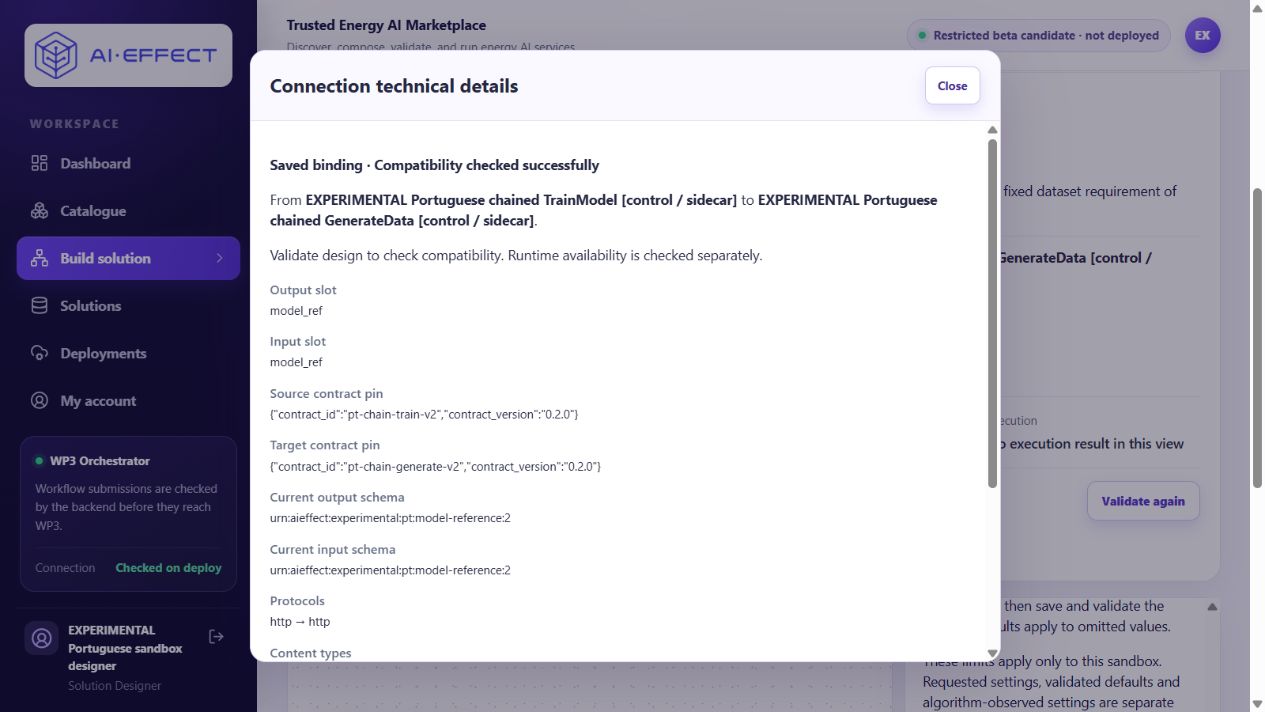 AI·EFFECT
WORKSPACE
Dashboard
Catalogue
Build solution
Solutions
Deployments
My account
WP3 Orchestrator
Workflow submissions are checked
by the backend before they reach
WP3.
Connection Checked on deploy
EXPERIMENTAL
Portuguese sandbox
designer
Solution Designer
Trusted Energy AI Marketplace
Discover, compose, validate, and run energy AI services
Restricted beta candidate · not deployed
EX
Connection technical details
Close
Saved binding · Compatibility checked successfully
From EXPERIMENTAL Portuguese chained TrainModel [control / sidecar] to EXPERIMENTAL Portuguese
chained GenerateData [control / sidecar].
Validate design to check compatibility. Runtime availability is checked separately.
Output slot
model_ref
Input slot
model_ref
Source contract pin
{"contract_id":"pt-chain-train-v2","contract_version":"0.2.0"}
Target contract pin
{"contract_id":"pt-chain-generate-v2","contract_version":"0.2.0"}
Current output schema
urn:aieffect:experimental:pt:model-reference:2
Current input schema
urn:aieffect:experimental:pt:model-reference:2
Protocols
http → http
Content types
fixed dataset requirement of
GenerateData [control /
execution result in this view
Validate again
then save and validate the
apply to omitted values.
These limits apply only to this sandbox.
Requested settings, validated defaults and
algorithm-observed settings are separate